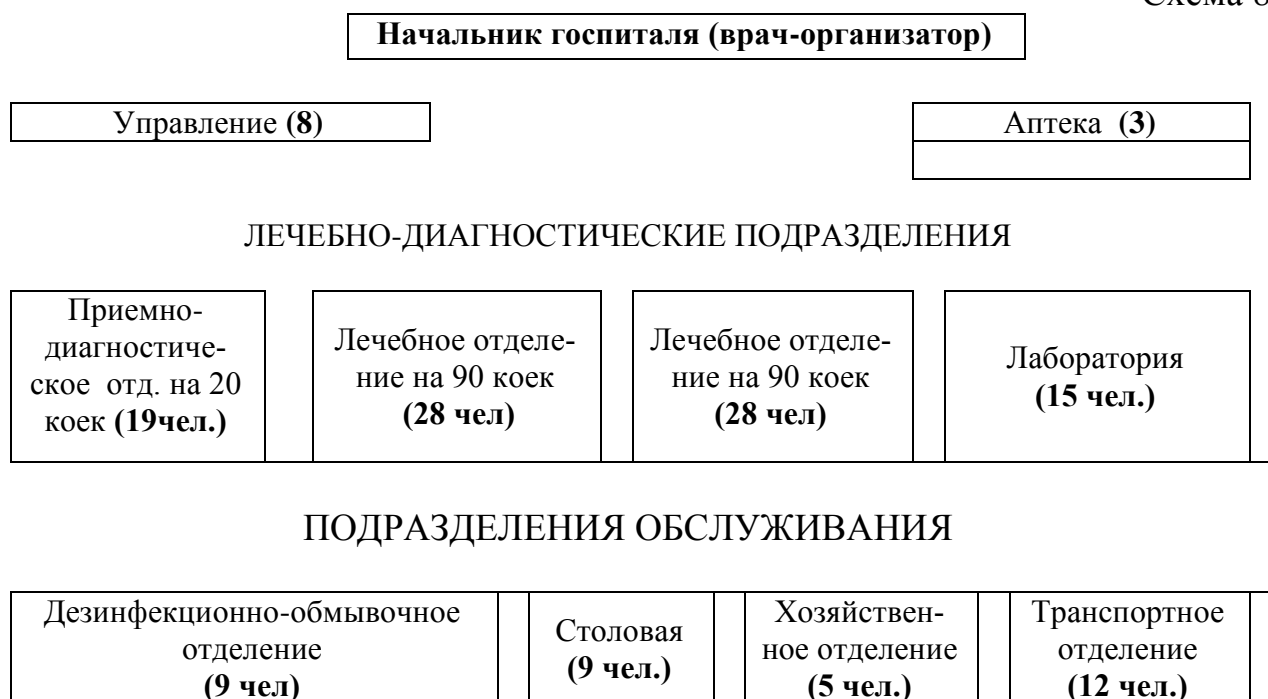 Схема 8
Начальник госпиталя (врач-организатор)
Управление (8)
Аптека (3)
ЛЕЧЕБНО-ДИАГНОСТИЧЕСКИЕ ПОДРАЗДЕЛЕНИЯ
Приемно-
диагностиче-
ское отд. на 20
коек (19чел.)
Лечебное отделе-
ние на 90 коек
(28 чел)
Лечебное отделе-
ние на 90 коек
(28 чел)
Лаборатория
(15 чел.)
ПОДРАЗДЕЛЕНИЯ ОБСЛУЖИВАНИЯ
Дезинфекционно-обмывочное
отделение
(9 чел)
Столовая
(9 чел.)
Хозяйствен-
ное отделение
(5 чел.)
Транспортное
отделение
(12 чел.)